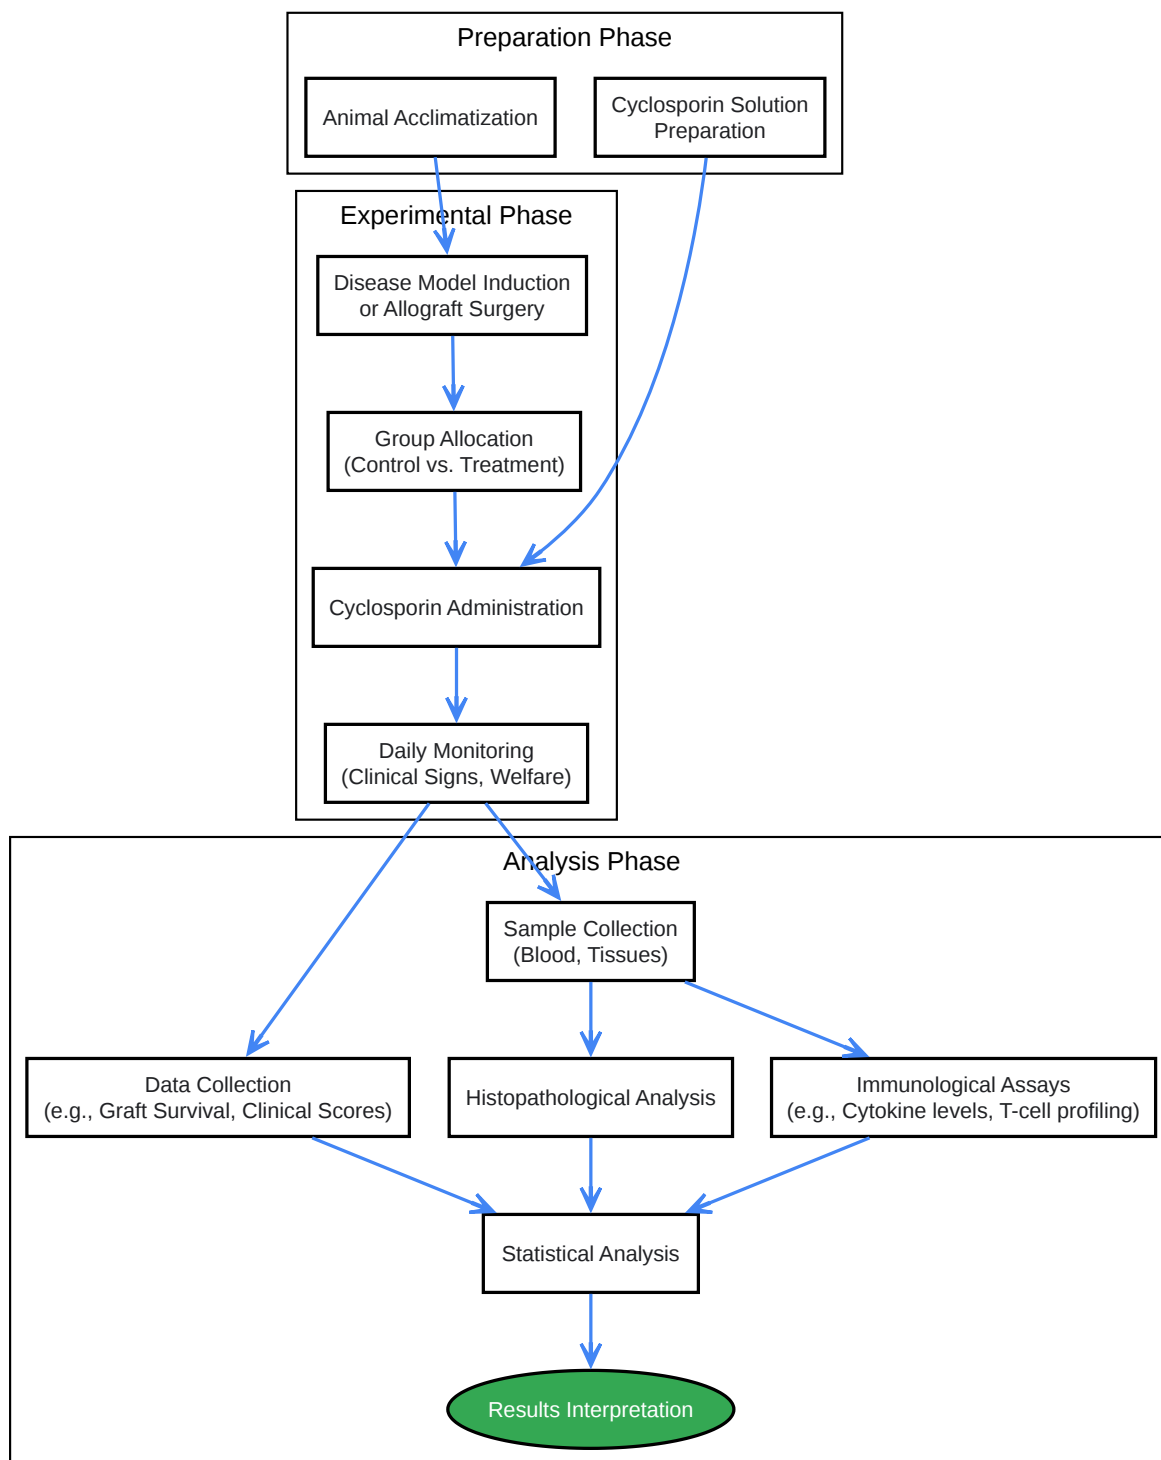 Preparation Phase
Animal Acclimatization
Cyclosporin Solution
Preparation
Experimental Phase
Disease Model Induction
or Allograft Surgery
Group Allocation
(Control vs. Treatment)
Cyclosporin Administration
Daily Monitoring
(Clinical Signs, Welfare)
Analysis Phase
Sample Collection
(Blood, Tissues)
Data Collection
(e.g., Graft Survival, Clinical Scores)
Histopathological Analysis
Immunological Assays
(e.g., Cytokine levels, T-cell profiling)
Statistical Analysis
Results Interpretation